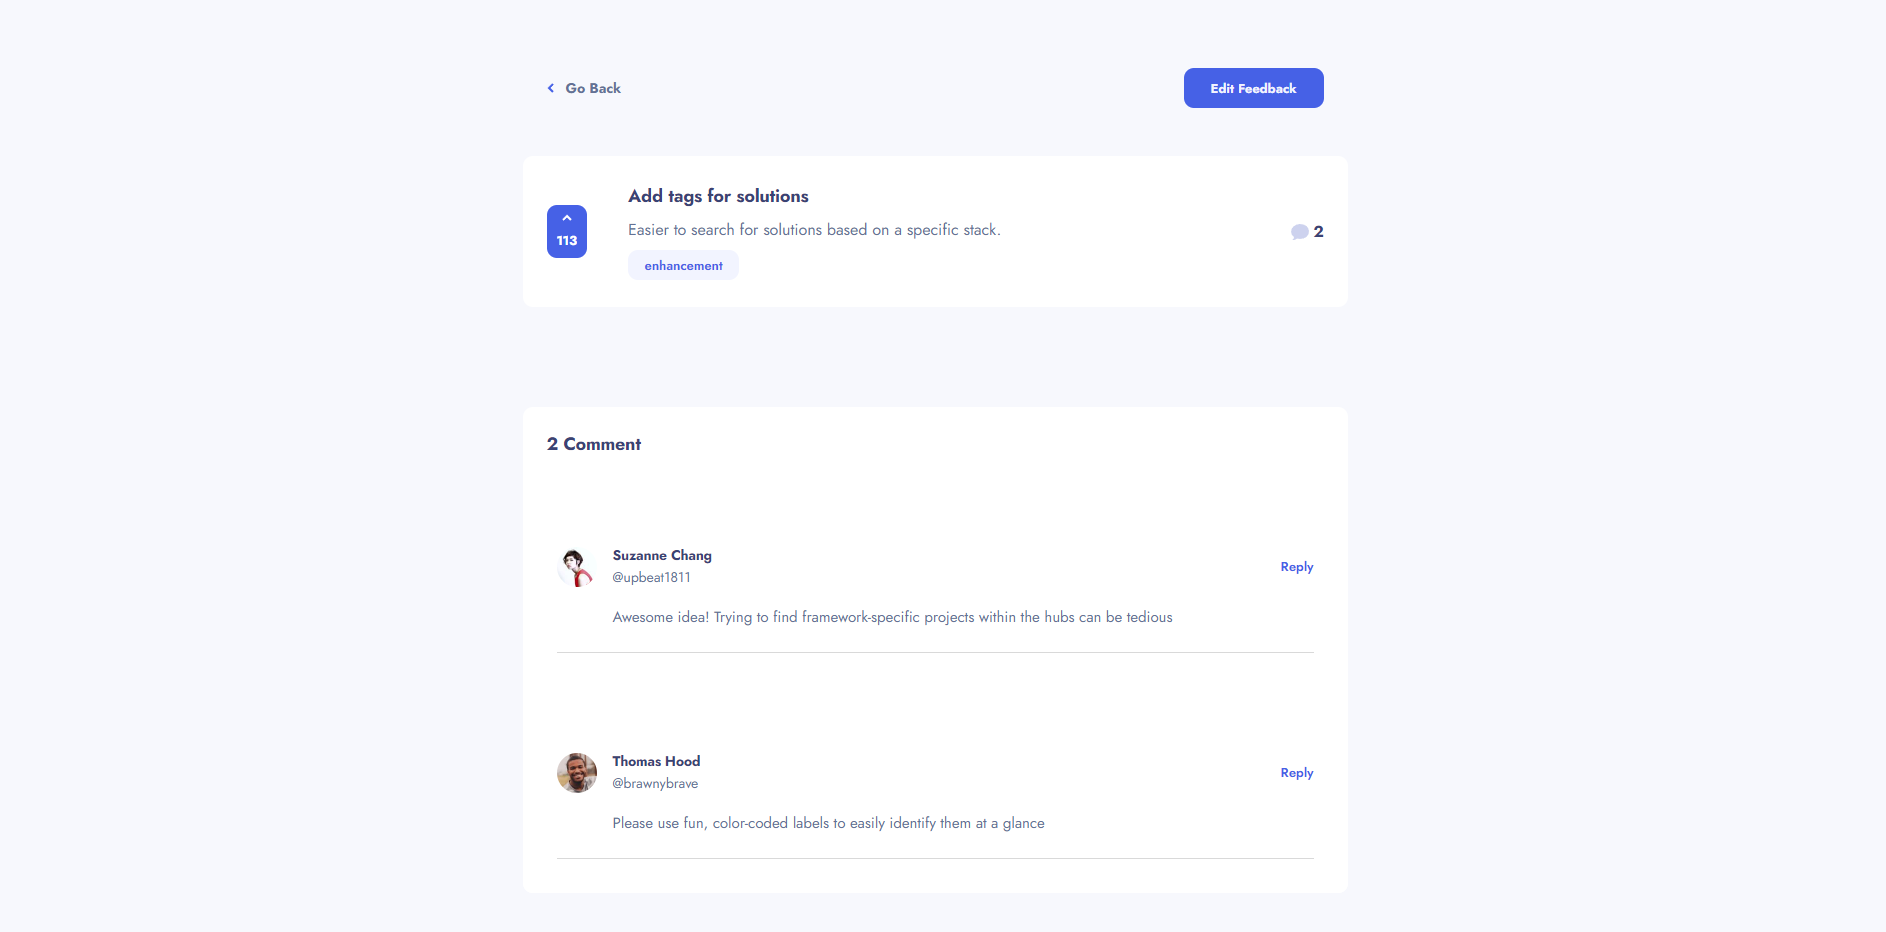 Go Back
Edit Feedback
Add tags for solutions
113
Easier to search for solutions based on a specific stack.
2
enhancement
2 Comment
Suzanne Chang
@upbeat1811
Reply
Awesome idea! Trying to find framework-specific projects within the hubs can be tedious
Thomas Hood
@brawnybrave
Reply
Please use fun, color-coded labels to easily identify them at a glance